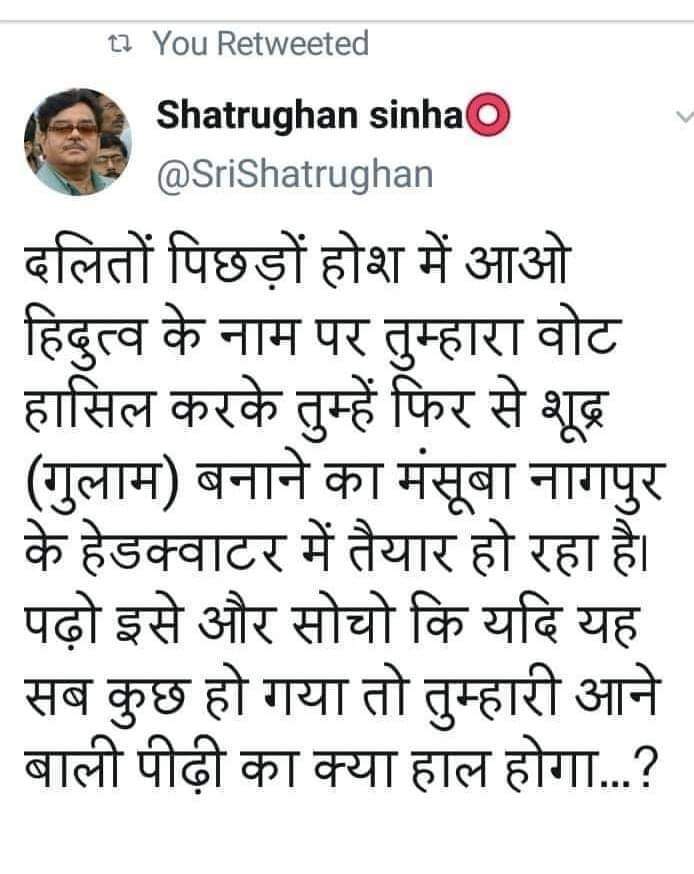 You Retweeted
Shatrughan sinha⭕
@SriShatrughan
दलितों पिछड़ों होश में आओ
हिदुत्व के नाम पर तुम्हारा वोट
हासिल करके तुम्हें फिर से शूद्र
(गुलाम) बनाने का मंसूबा नागपुर
के हेडक्वाटर में तैयार हो रहा है।
पढ़ो इसे और सोचो कि यदि यह
सब कुछ हो गया तो तुम्हारी आने
बाली पीढ़ी का क्या हाल होगा...?